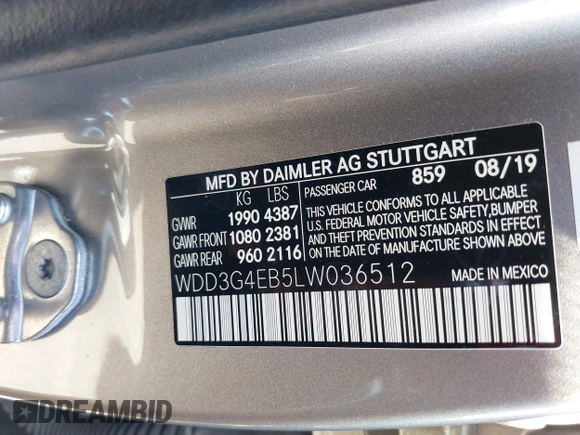 MFD BY DAIMLER AG STUTTGART
KG LBS
GVWR 1990 4387
GAWR FRONT 1080 2381
GAWR REAR 960 2116
PASSENGER CAR 859 08/19
THIS VEHICLE CONFORMS TO ALL APPLICABLE
U.S. FEDERAL MOTOR VEHICLE SAFETY, BUMPER
AND THEFT PREVENTION STANDARDS IN EFFECT
ON THE DATE OF MANUFACTURE SHOWN ABOVE.
WDD3G4EB5LW036512
MADE IN MEXICO
DREAMBID